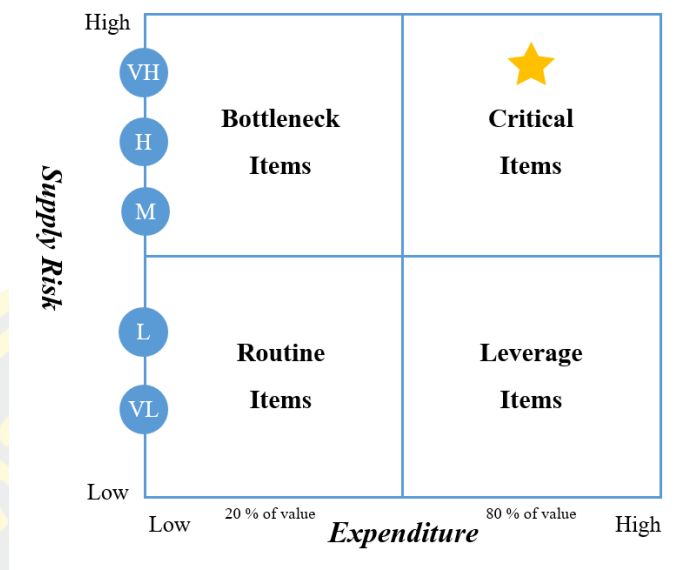 High
VH
Bottleneck
Items
Critical
Items
H
M
Supply Risk
L
Routine
Items
Leverage
Items
VL
Low
Low
20 % of value
Expenditure
80 % of value
High